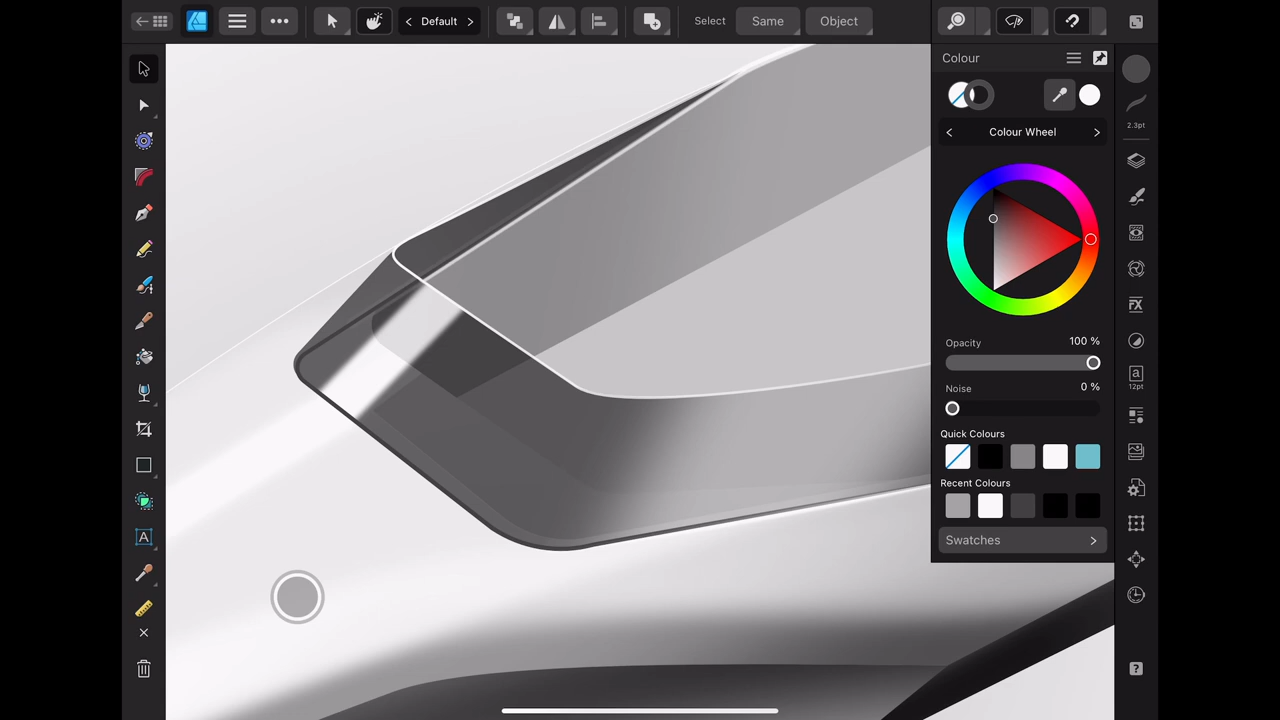 Default
Select
Same
Object
Colour
2.3pt
Colour Wheel
Opacity
100 %
Noise
0 %
FX
a
12pt
Quick Colours
Recent Colours
Swatches
A
?